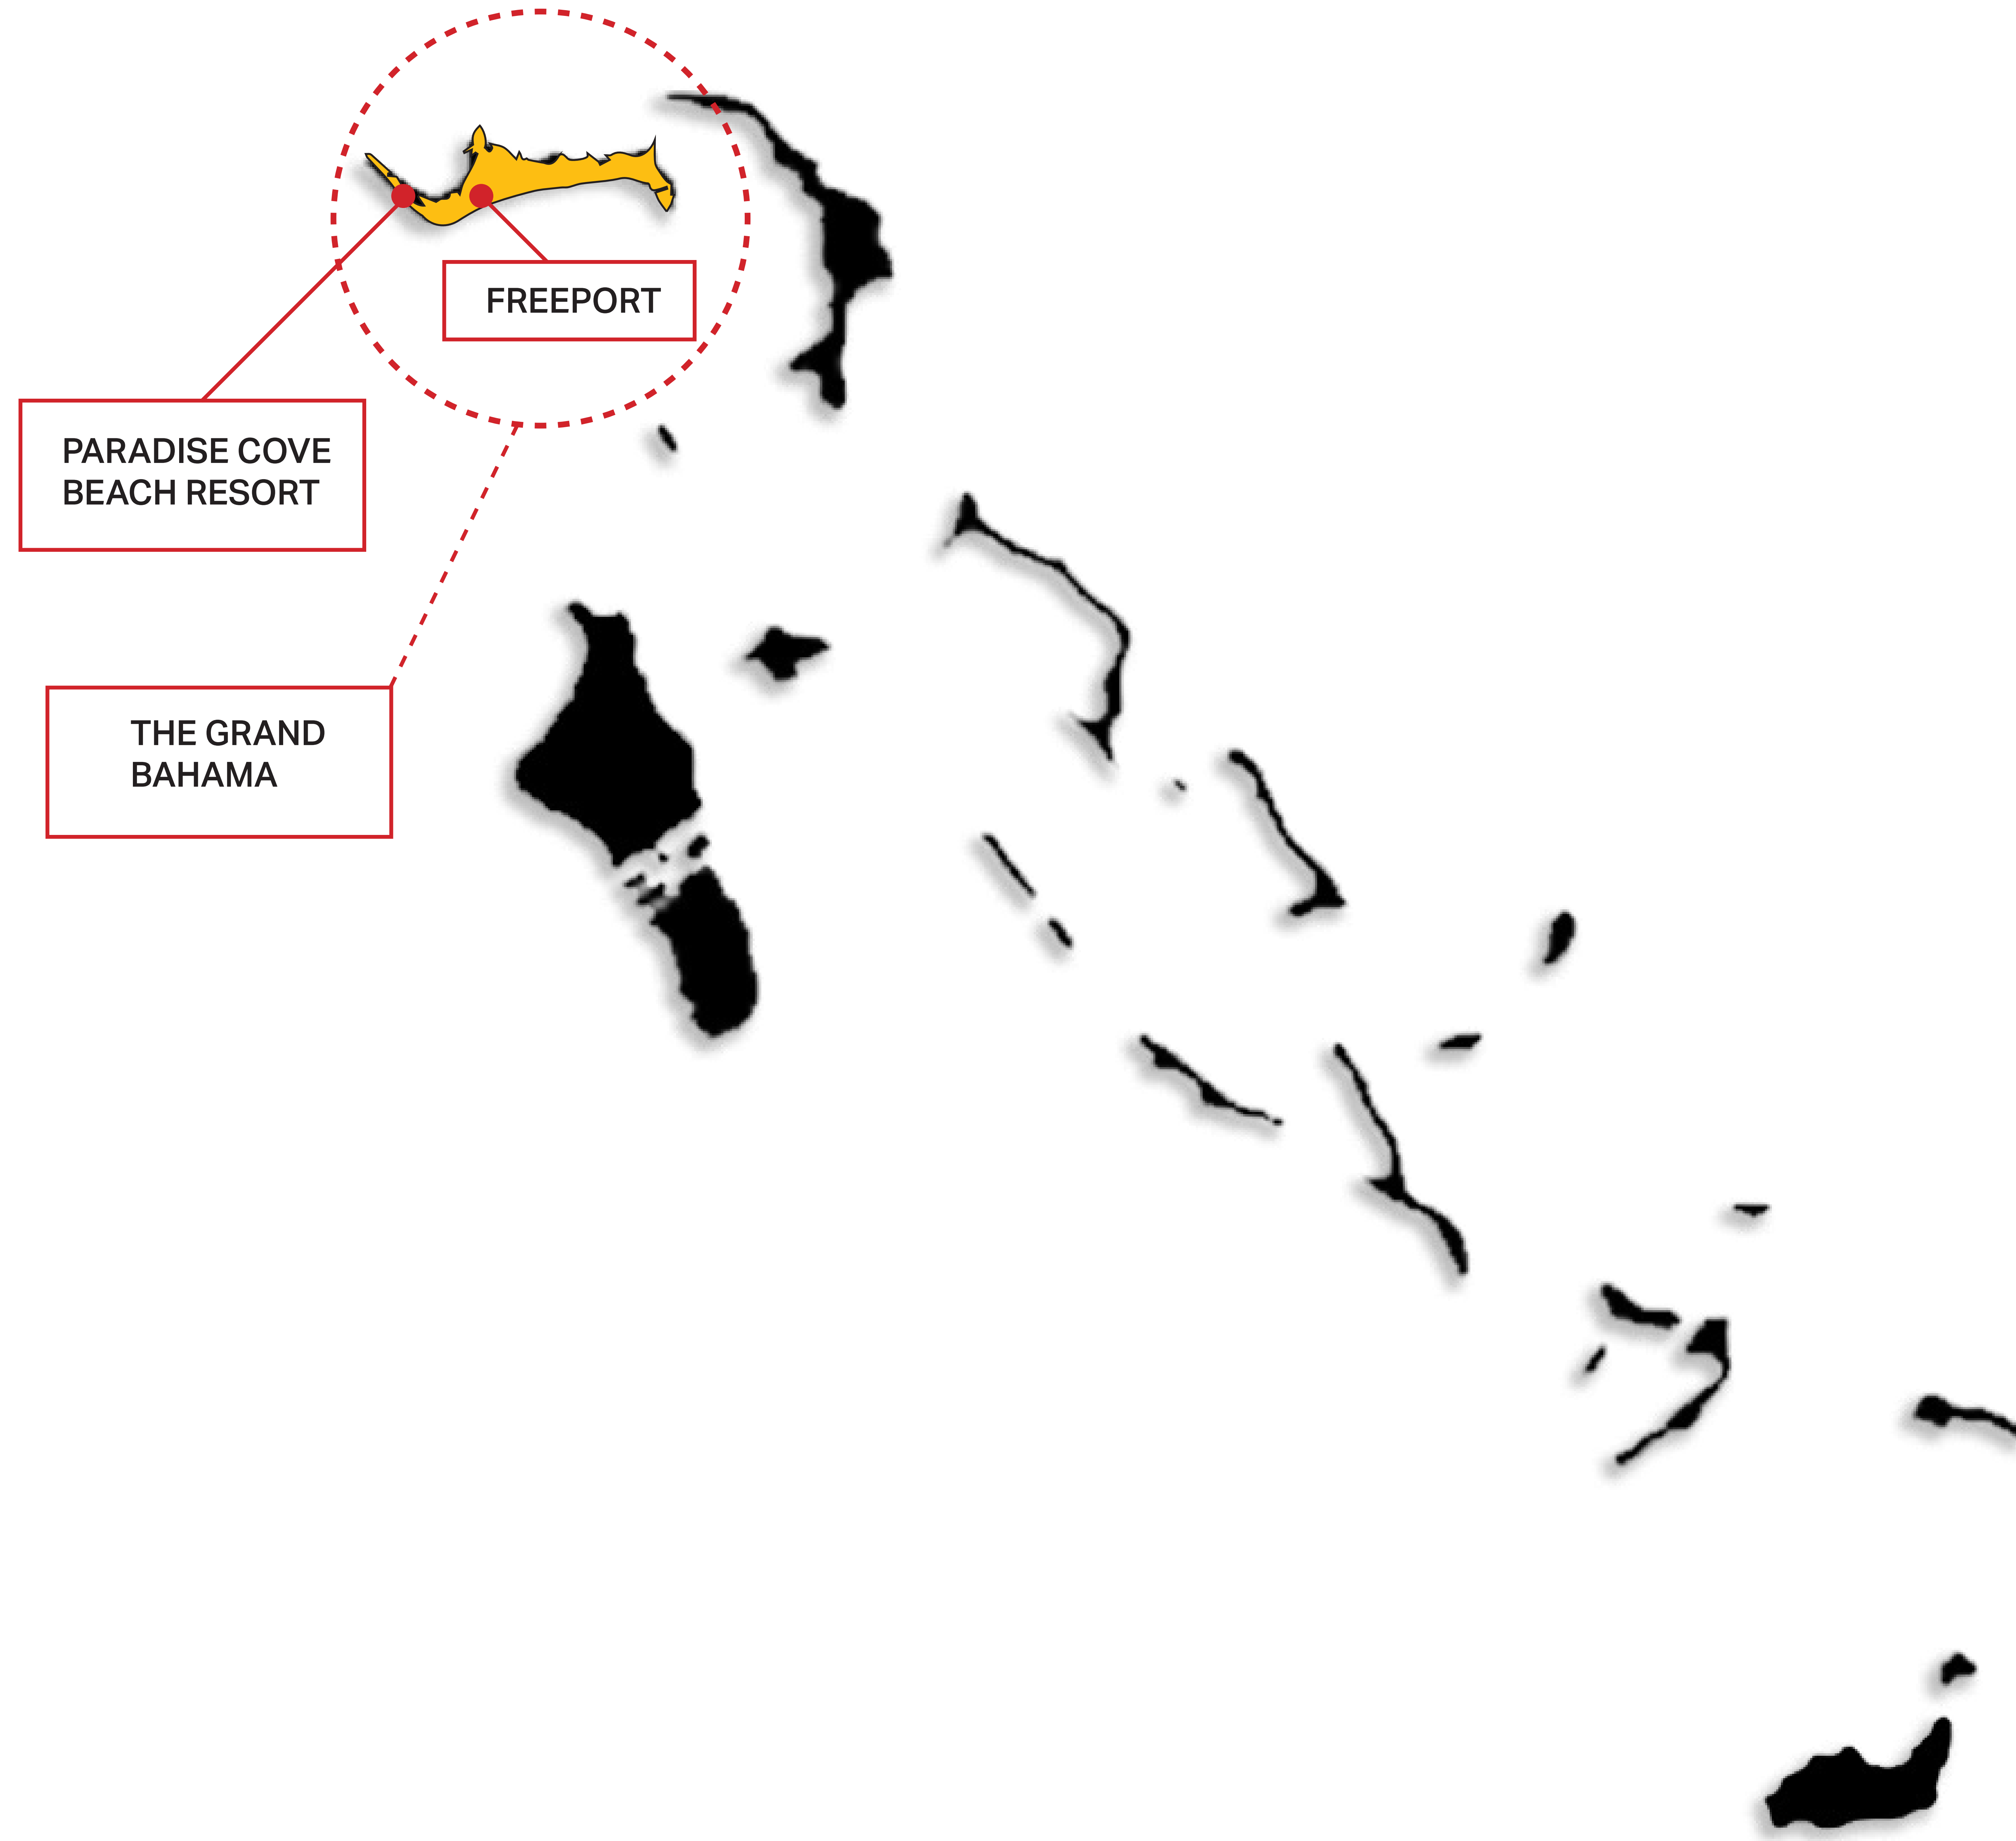 FREEPORT
PARADISE COVE
BEACH RESORT
THE GRAND
BAHAMA